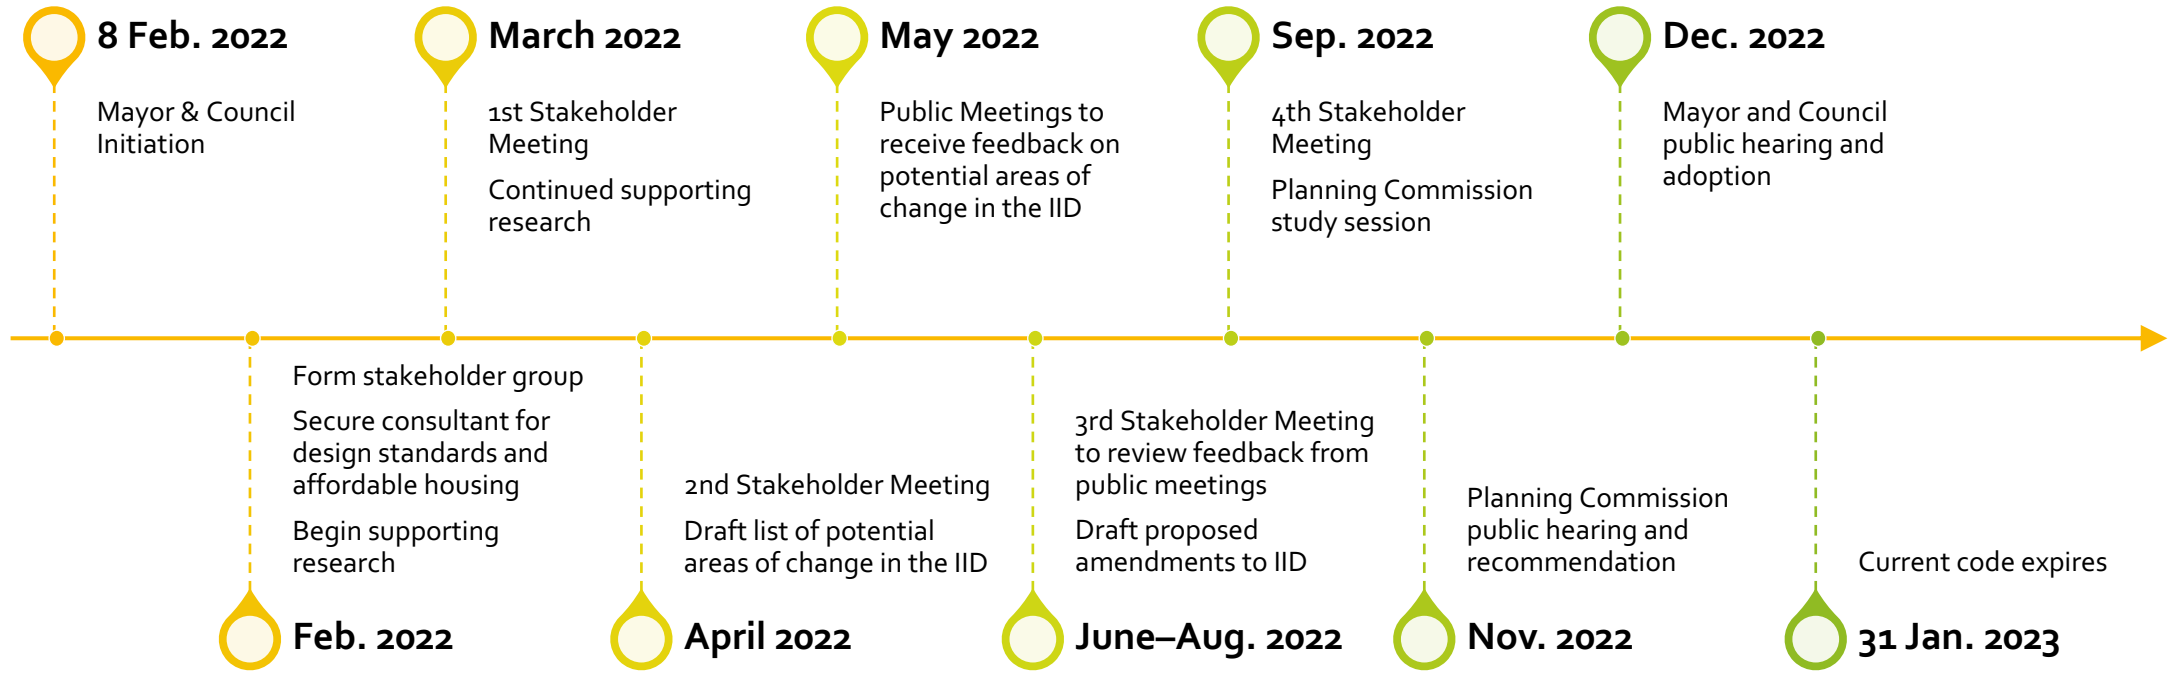 8 Feb. 2022
Mayor & Council
Initiation
March 2022
1st Stakeholder
Meeting
Continued supporting
research
May 2022
Public Meetings to
receive feedback on
potential areas of
change in the IID
Sep. 2022
4th Stakeholder
Meeting
Planning Commission
study session
Dec. 2022
Mayor and Council
public hearing and
adoption
Form stakeholder group
Secure consultant for
design standards and
affordable housing
Begin supporting
research
Feb. 2022
2nd Stakeholder Meeting
Draft list of potential
areas of change in the IID
April 2022
3rd Stakeholder Meeting
to review feedback from
public meetings
Draft proposed
amendments to IID
June–Aug. 2022
Planning Commission
public hearing and
recommendation
Nov. 2022
Current code expires
31 Jan. 2023